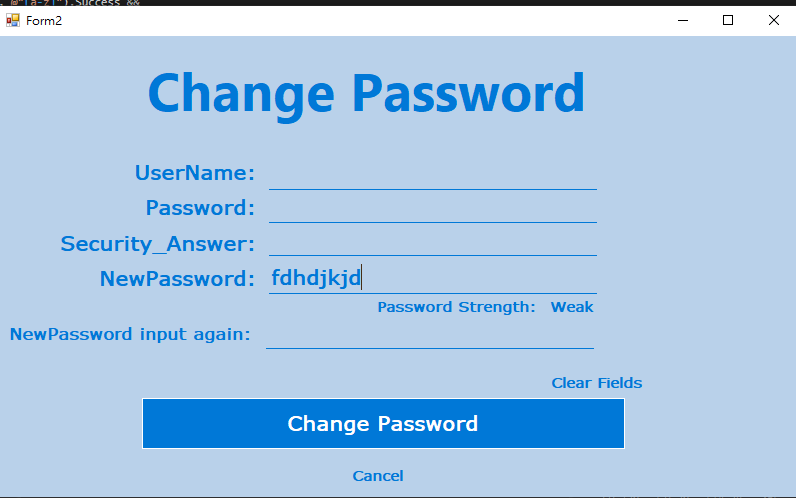 Form2
Change Password
UserName:
Password:
Security_Answer:
NewPassword: fdhdjkjd
Password Strength: Weak
NewPassword input again:
Clear Fields
Change Password
Cancel